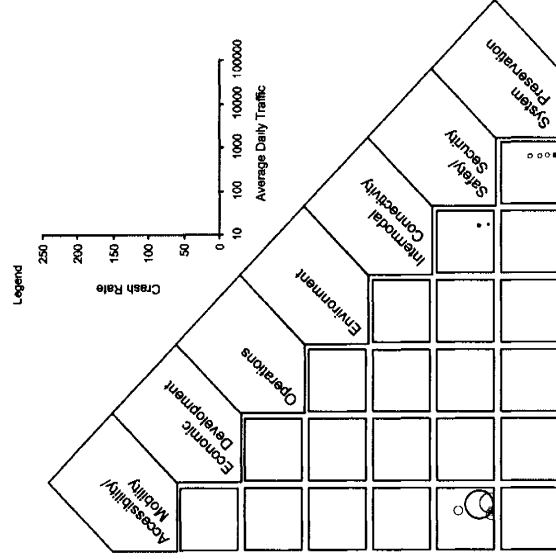 Legend
250
200
150
100
50
0
Crash Rate
10
100
1000
10000
100000
Average Daily Traffic
Accessibility/
Mobility
Economic
Development
Operations
Environment
Intermodal
Connectivity
Safety/
Security
System
Preservation